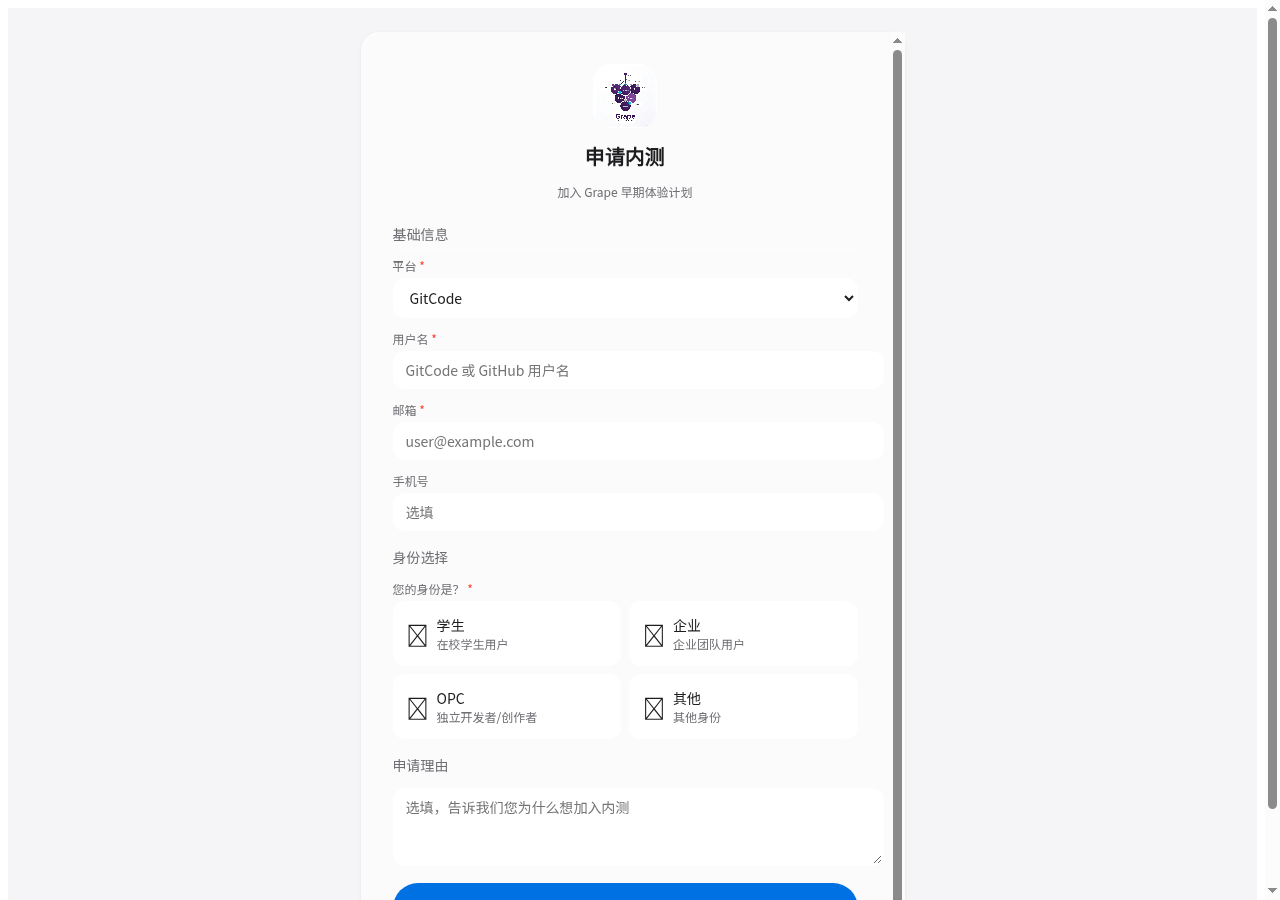 Grape
申请内测
加入 Grape 早期体验计划
基础信息
平台 *
GitCode
用户名 *
GitCode 或 GitHub 用户名
邮箱 *
user@example.com
手机号
选填
身份选择
您的身份是？ *
学生
在校学生用户
企业
企业团队用户
OPC
独立开发者/创作者
其他
其他身份
申请理由
选填，告诉我们您为什么想加入内测